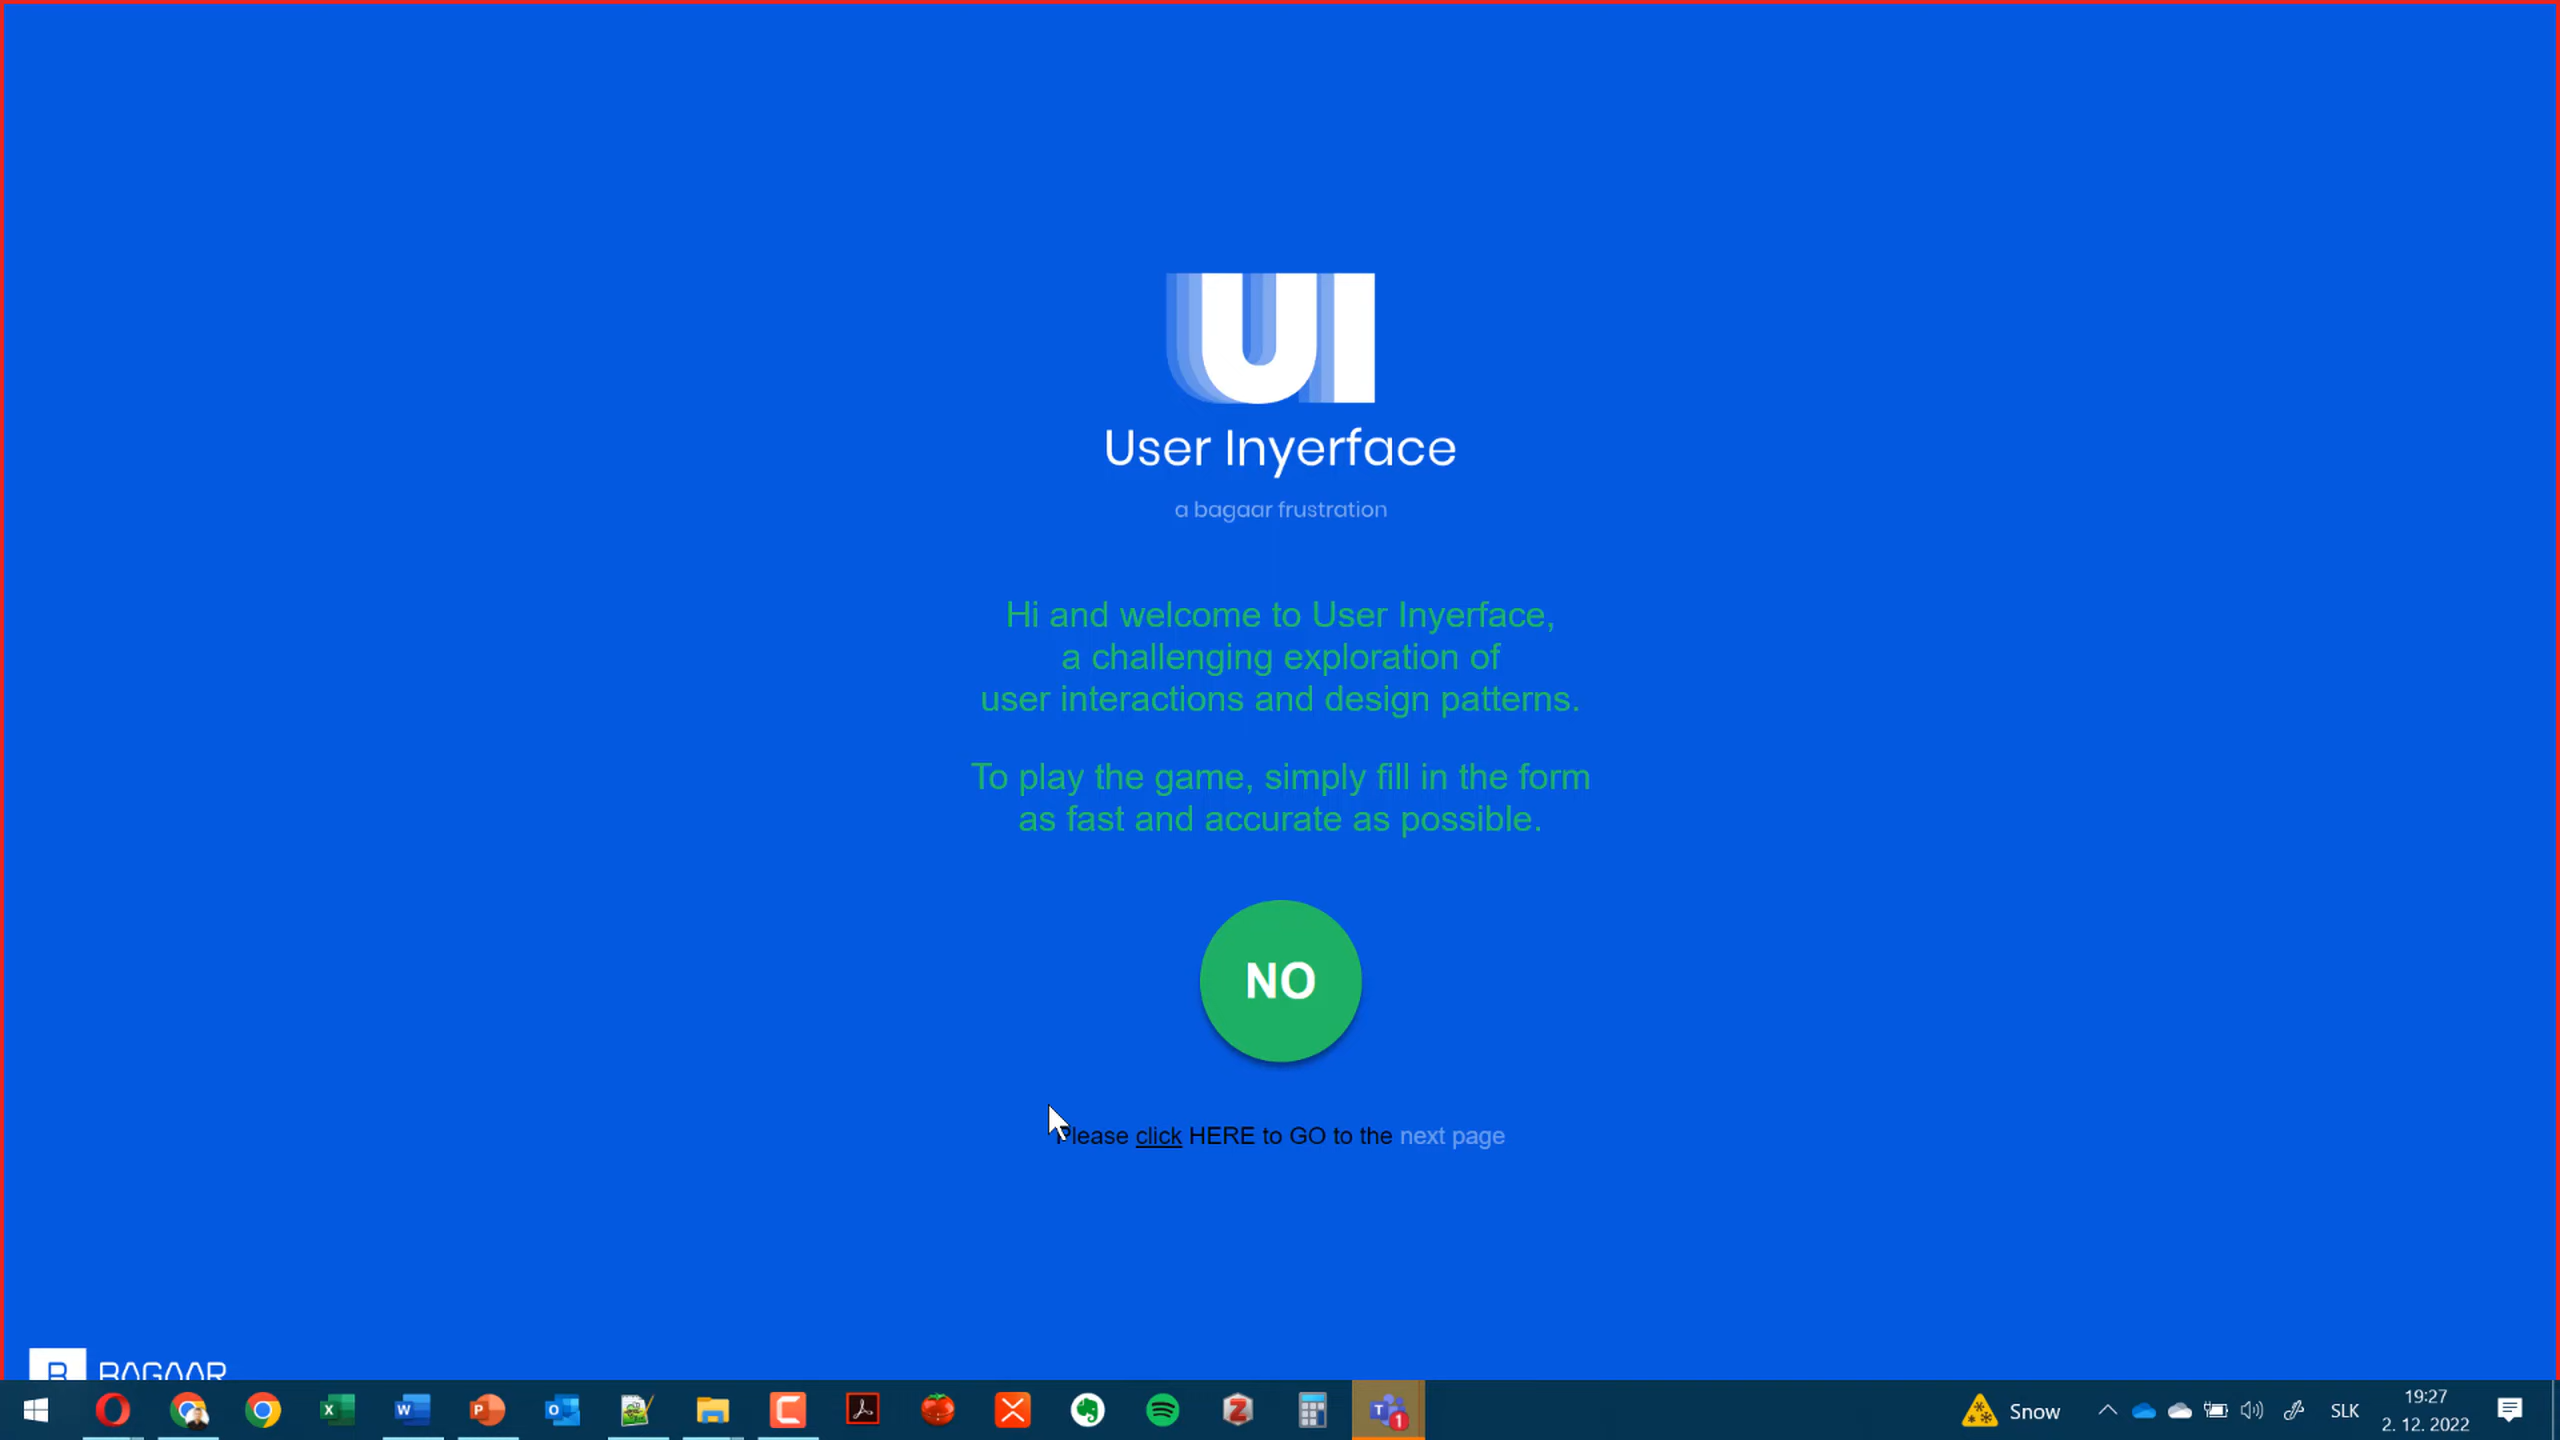 UI
User Inyerface
a bagaar frustration
Hi and welcome to User Inyerface,
a challenging exploration of
user interactions and design patterns.
To play the game, simply fill in the form
as fast and accurate as possible.
NO
Please click HERE to GO to the next page
B BAGAAR
Snow
SLK
19:27
2. 12. 2022
1